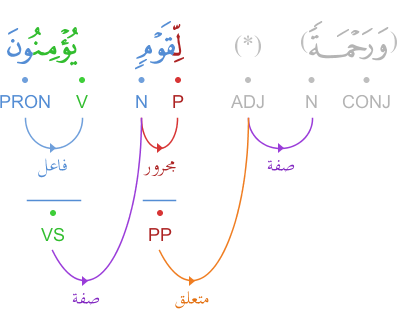 (وَرَحْمَةً) (*) لِّقَوْمٍ يُؤْمِنُونَ
PRON V N P ADJ N CONJ
فاعل مجرور صفة
VS PP
صفة متعلق